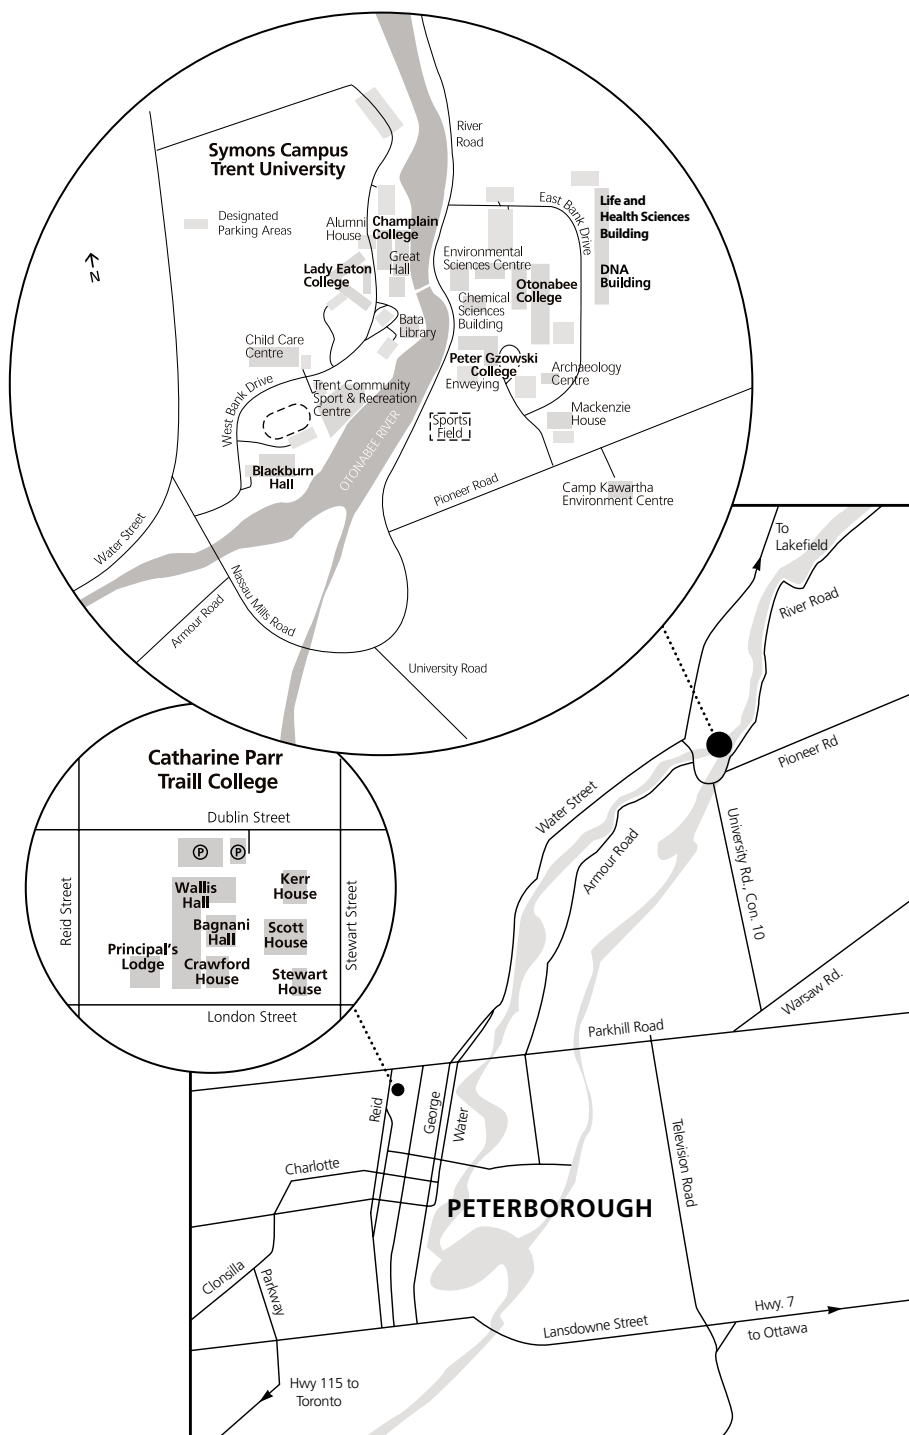 River
Road
Symons Campus
Trent University
Designated
Parking Areas
N
Alumni
House
Champlain
College
Great
Hall
Lady Eaton
College
East Bank Drive
Life and
Health Sciences
Building
DNA
Building
Environmental
Sciences Centre
Otonabee
College
Chemical
Sciences
Building
Bata
Library
Child Care
Centre
Peter Gzowski
College
Enweying
Archaeology
Centre
West Bank Drive
Trent Community
Sport & Recreation
Centre
OTONABEE RIVER
Sports
Field
Mackenzie
House
Blackburn
Hall
Pioneer Road
Camp Kawartha
Environment Centre
Water Street
Nassau Mills Road
Armour Road
University Road
To
Lakefield
River Road
Pioneer Rd
Water Street
Armour Road
University Rd., Con. 10
Warsaw Rd.
Catharine Parr
Traill College
Dublin Street
P
P
Reid Street
Stewart Street
Wallis
Hall
Kerr
House
Bagnani
Hall
Scott
House
Principal's
Lodge
Crawford
House
Stewart
House
London Street
Parkhill Road
Reid
George
Water
Television Road
Charlotte
PETERBOROUGH
Clonsilla
Parkway
Lansdowne Street
Hwy. 7
to Ottawa
Hwy 115 to
Toronto